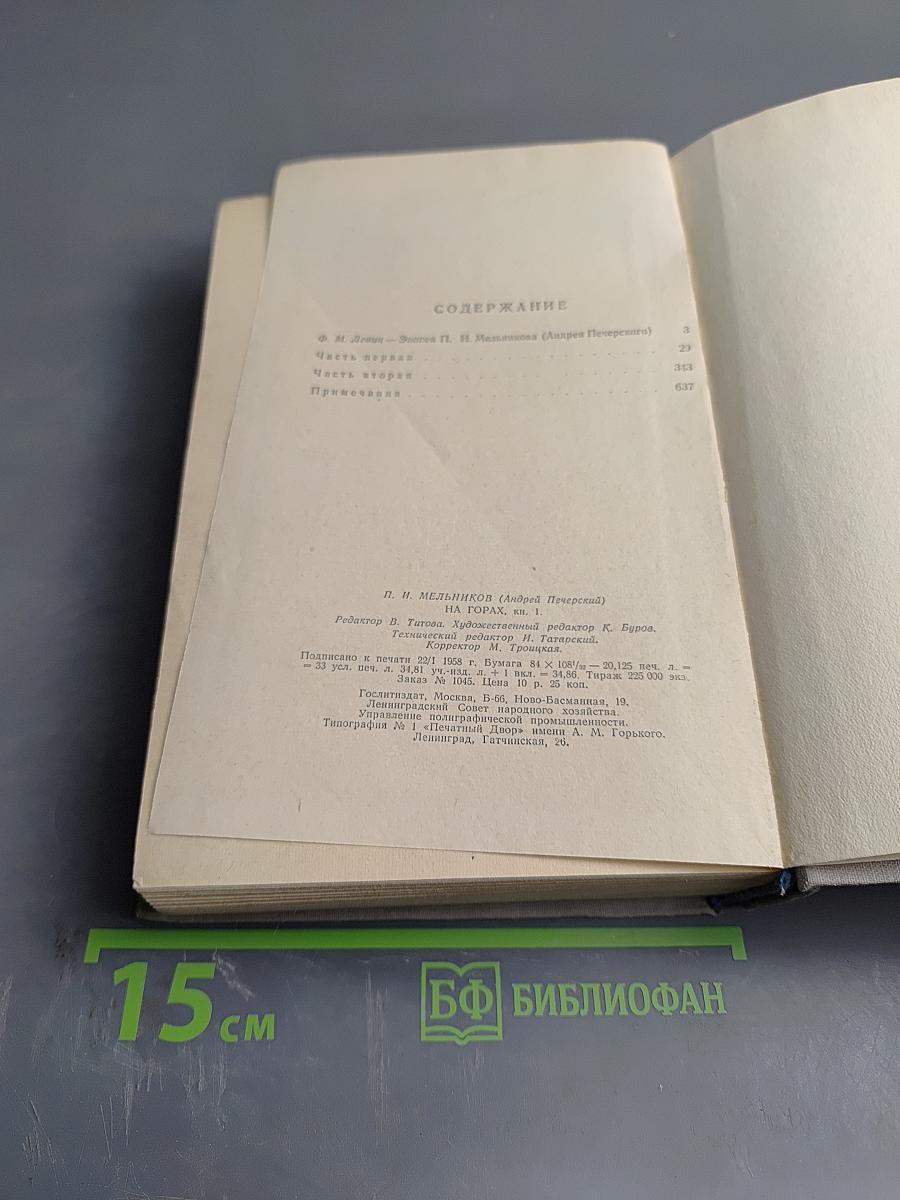 СОДЕРЖАНИЕ
Ф. М. Левин — Эпопея П. И. Мельникова (Андрея Печерского) 3
Часть первая . . . . . . . . . . . . . . . . 29
Часть вторая . . . . . . . . . . . . . . . . 343
Примечания . . . . . . . . . . . . . . . . 637
П. И. МЕЛЬНИКОВ (Андрей Печерский)
НА ГОРАХ, кн. 1.
Редактор В. Титова. Художественный редактор К. Буров.
Технический редактор И. Татарский.
Корректор М. Троицкая.
Подписано к печати 22/I 1958 г. Бумага 84 × 108¹/₃₂ — 20,125 печ. л. =
= 33 усл. печ. л. 34,81 уч.-изд. л. + 1 вкл. = 34,86. Тираж 225 000 экз.
Заказ № 1045. Цена 10 р. 25 коп.
Гослитиздат, Москва, Б-66, Ново-Басманная, 19.
Ленинградский Совет народного хозяйства.
Управление полиграфической промышленности.
Типография № 1 «Печатный Двор» имени А. М. Горького.
Ленинград, Гатчинская, 26.
15 см
БФ БИБЛИОФАН